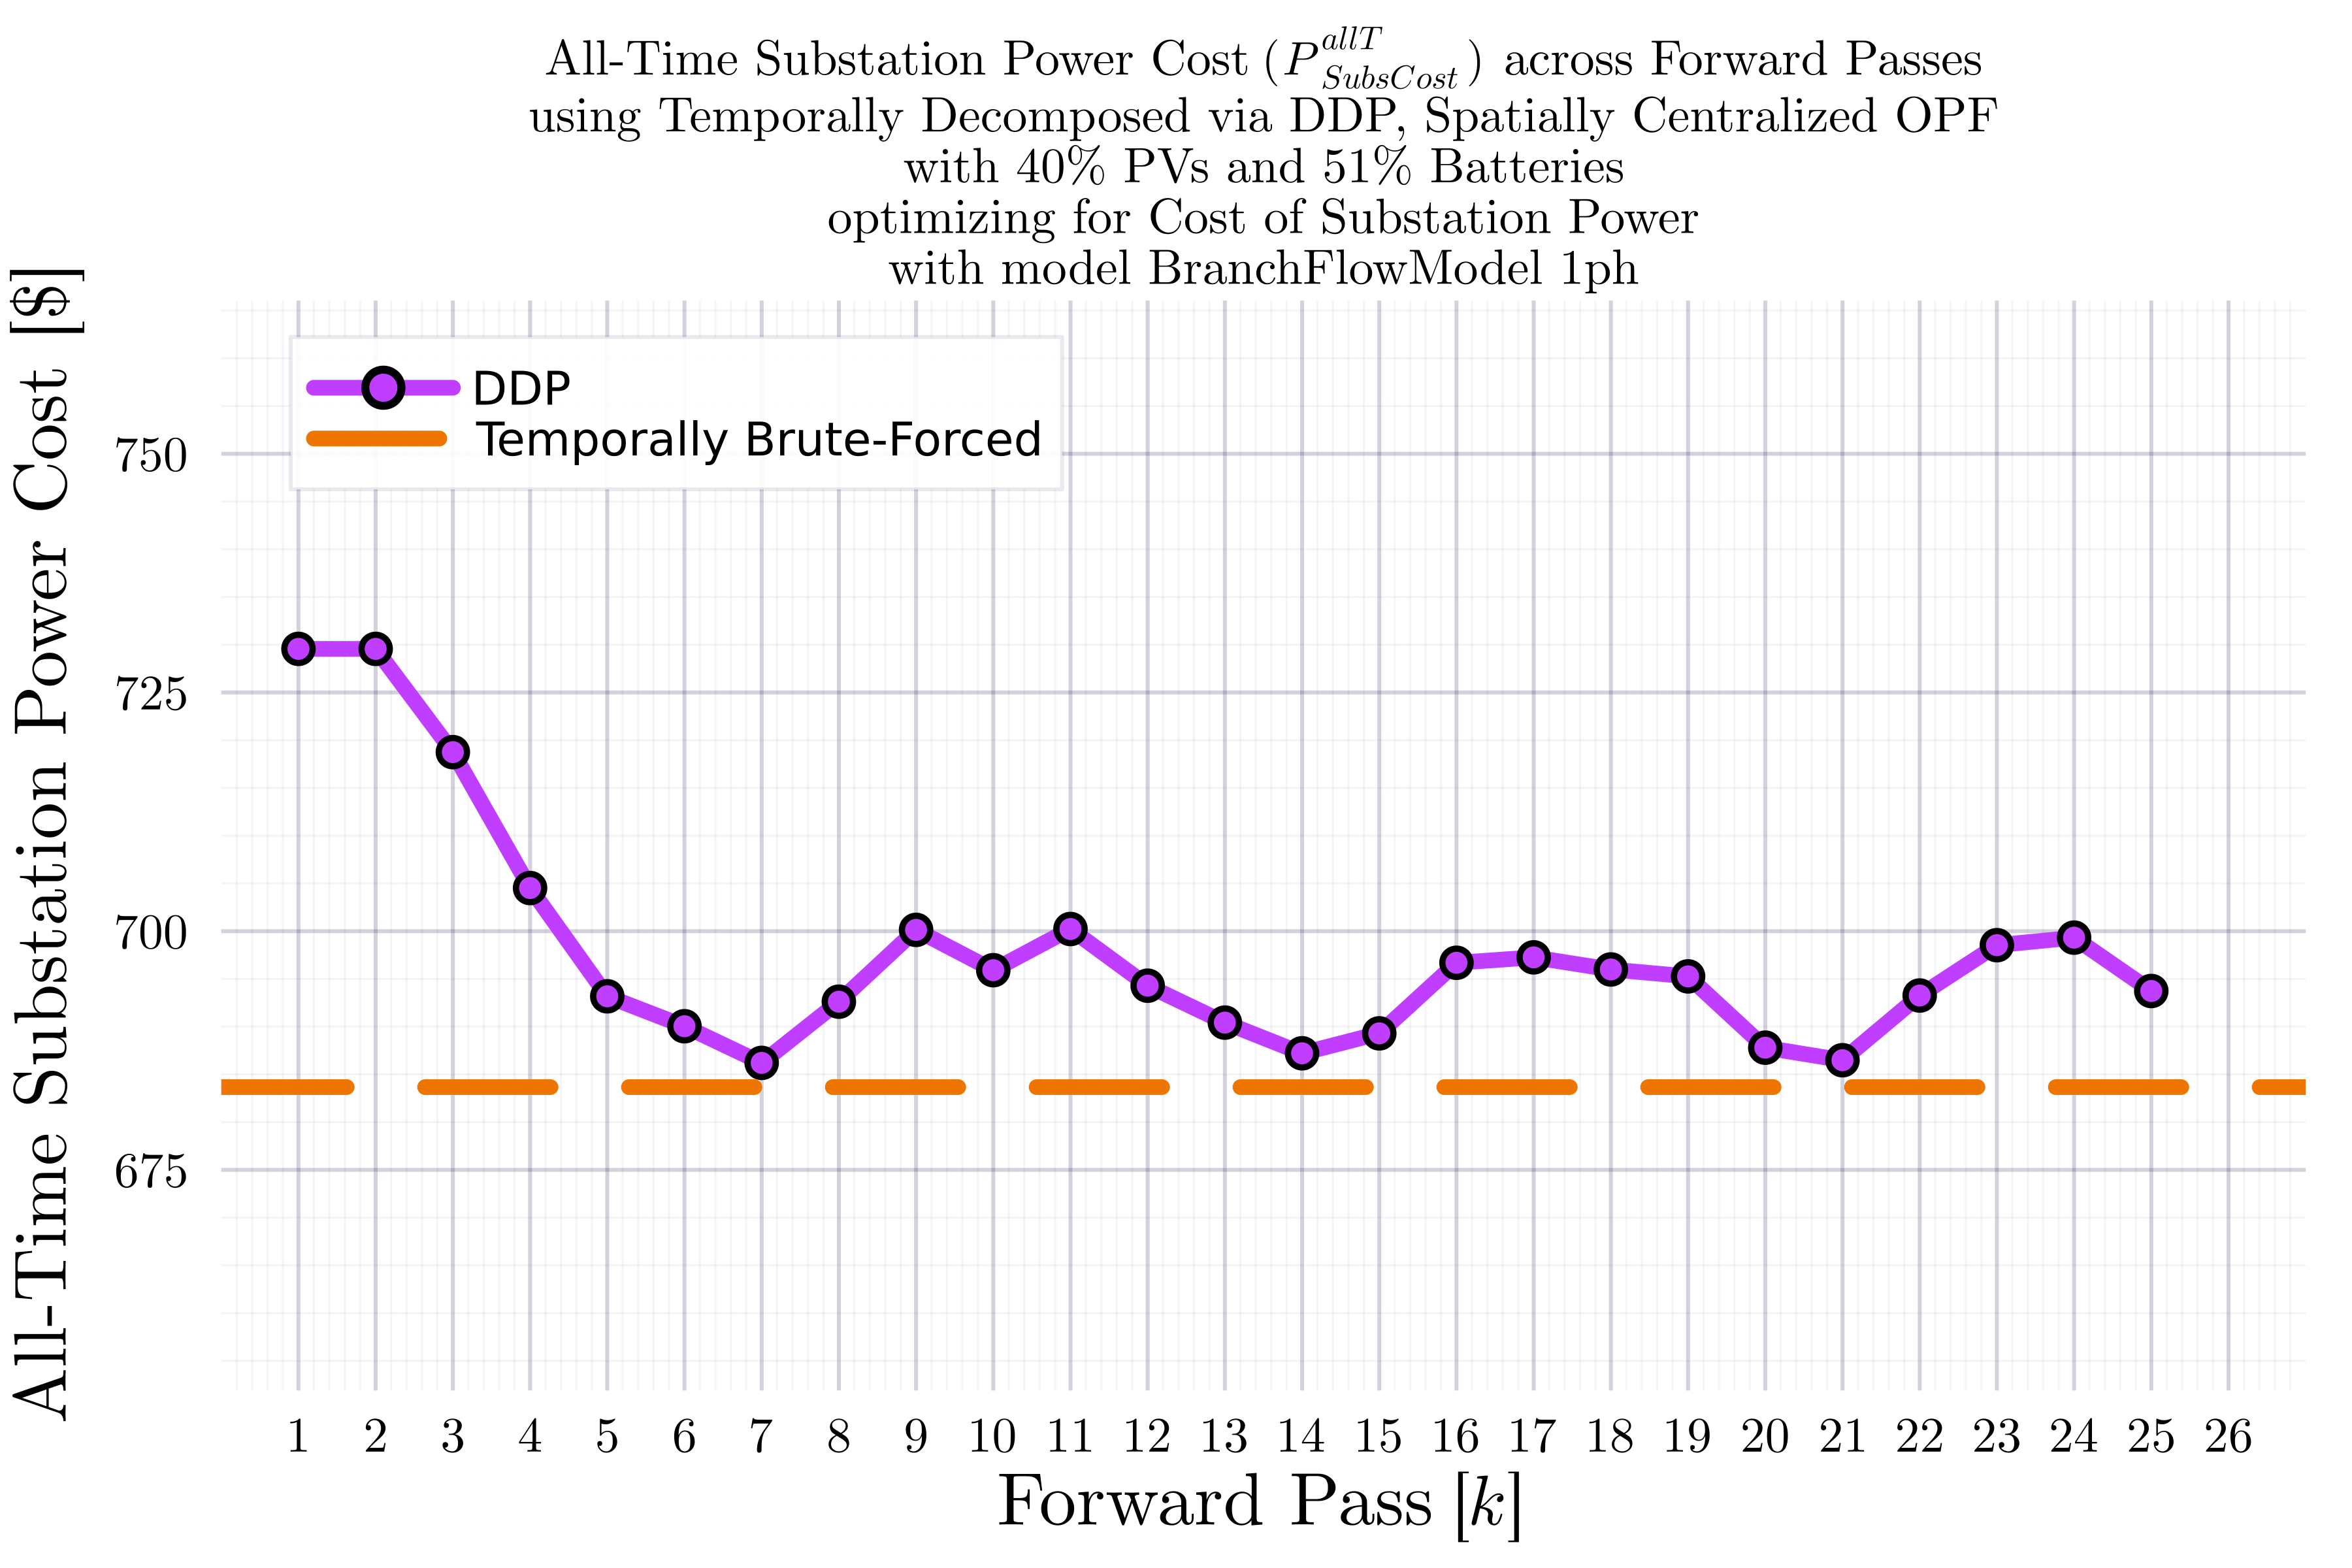 All-Time Substation Power Cost (P^{allT}_{SubsCost}) across Forward Passes
using Temporally Decomposed via DDP, Spatially Centralized OPF
with 40% PVs and 51% Batteries
optimizing for Cost of Substation Power
with model BranchFlowModel 1ph
All-Time Substation Power Cost [$]
DDP
Temporally Brute-Forced
750
725
700
675
1 2 3 4 5 6 7 8 9 10 11 12 13 14 15 16 17 18 19 20 21 22 23 24 25 26
Forward Pass [k]